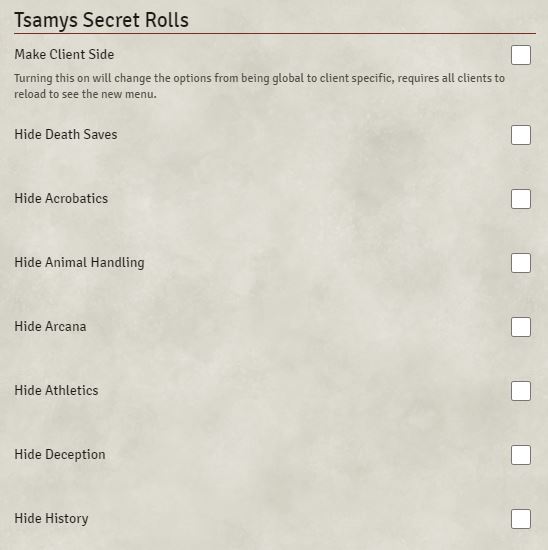 Tsamys Secret Rolls
Make Client Side
Turning this on will change the options from being global to client specific, requires all clients to
reload to see the new menu.
Hide Death Saves
Hide Acrobatics
Hide Animal Handling
Hide Arcana
Hide Athletics
Hide Deception
Hide History